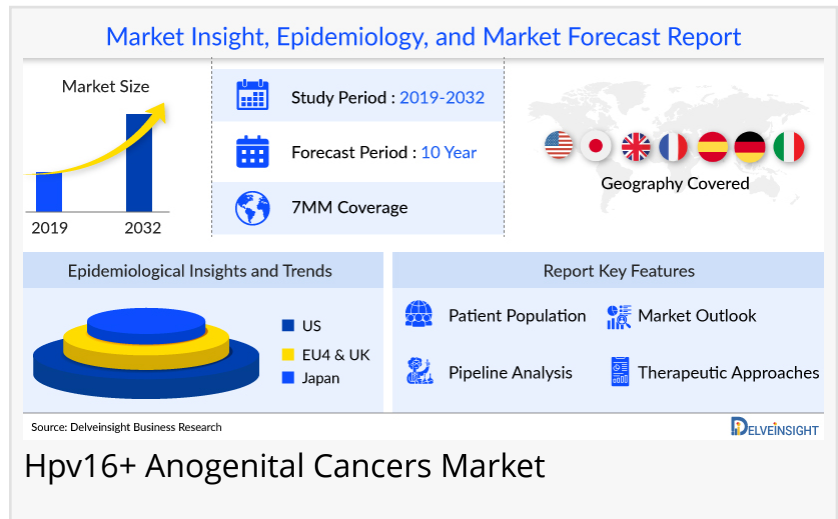 Market Insight, Epidemiology, and Market Forecast Report
Market Size
2019
2032
Study Period : 2019-2032
Forecast Period : 10 Year
7MM Coverage
Geography Covered
Epidemiological Insights and Trends
US
EU4 & UK
Japan
Report Key Features
Patient Population
Market Outlook
Pipeline Analysis
Therapeutic Approaches
Source: Delveinsight Business Research
DELVEINSIGHT
Hpv16+ Anogenital Cancers Market